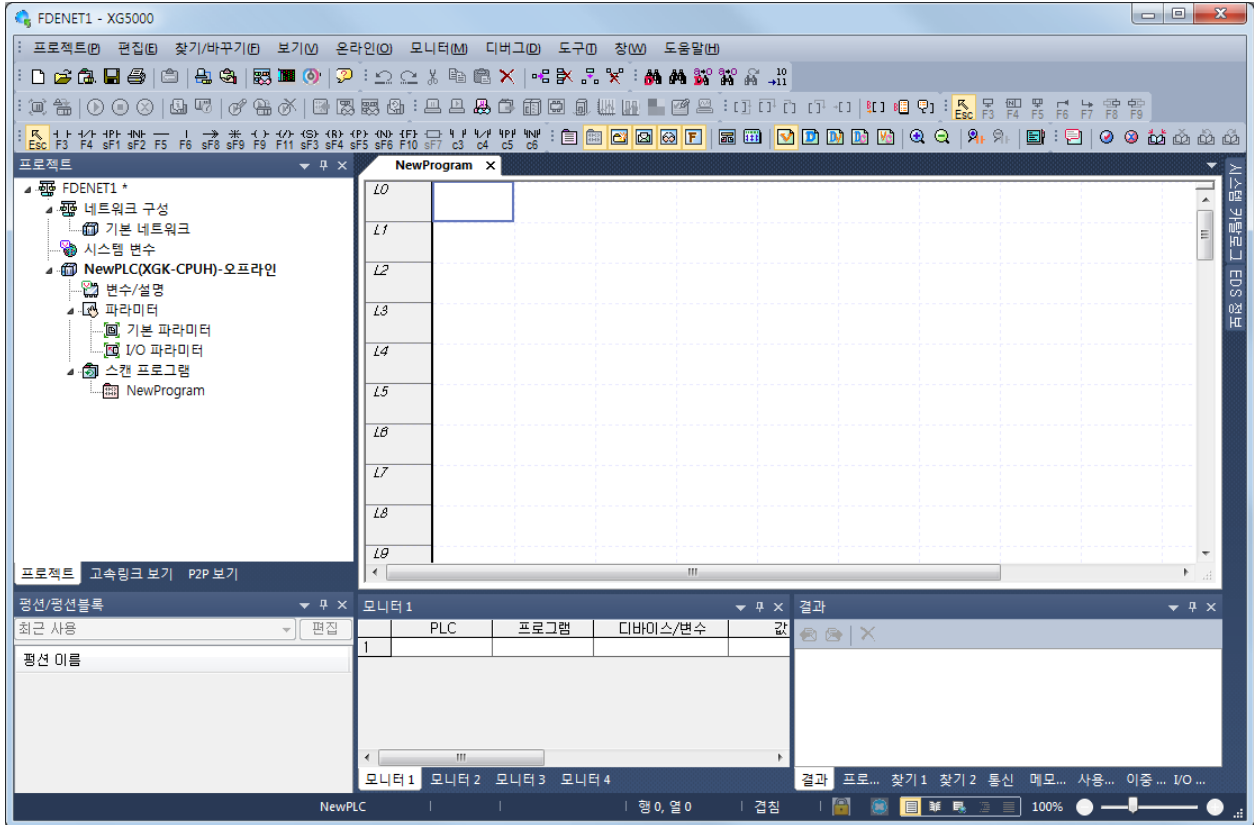 FDENET1 - XG5000
프로젝트(P) 편집(E) 찾기/바꾸기(F) 보기(V) 온라인(O) 모니터(M) 디버그(D) 도구(T) 창(W) 도움말(H)
Esc F3 F4 F5 F6 F7 F8 F9
Esc F3 F4 sF1 sF2 F5 F6 sF8 sF9 F9 F11 sF3 sF4 sF5 sF6 F10 sF7 c3 c4 c5 c6
프로젝트
NewProgram
FDENET1 *
네트워크 구성
기본 네트워크
시스템 변수
NewPLC(XGK-CPUH)-오프라인
변수/설명
파라미터
기본 파라미터
I/O 파라미터
스캔 프로그램
NewProgram
L0
L1
L2
L3
L4
L5
L6
L7
L8
L9
시스템 카탈로그
EDS 정보
프로젝트 고속링크 보기 P2P 보기
펑션/펑션블록
최근 사용 편집
펑션 이름
모니터 1
PLC 프로그램 디바이스/변수 값
1
모니터 1 모니터 2 모니터 3 모니터 4
결과
결과 프로... 찾기 1 찾기 2 통신 메모... 사용... 이중 ... I/O ...
NewPLC 행 0, 열 0 겹침 100%